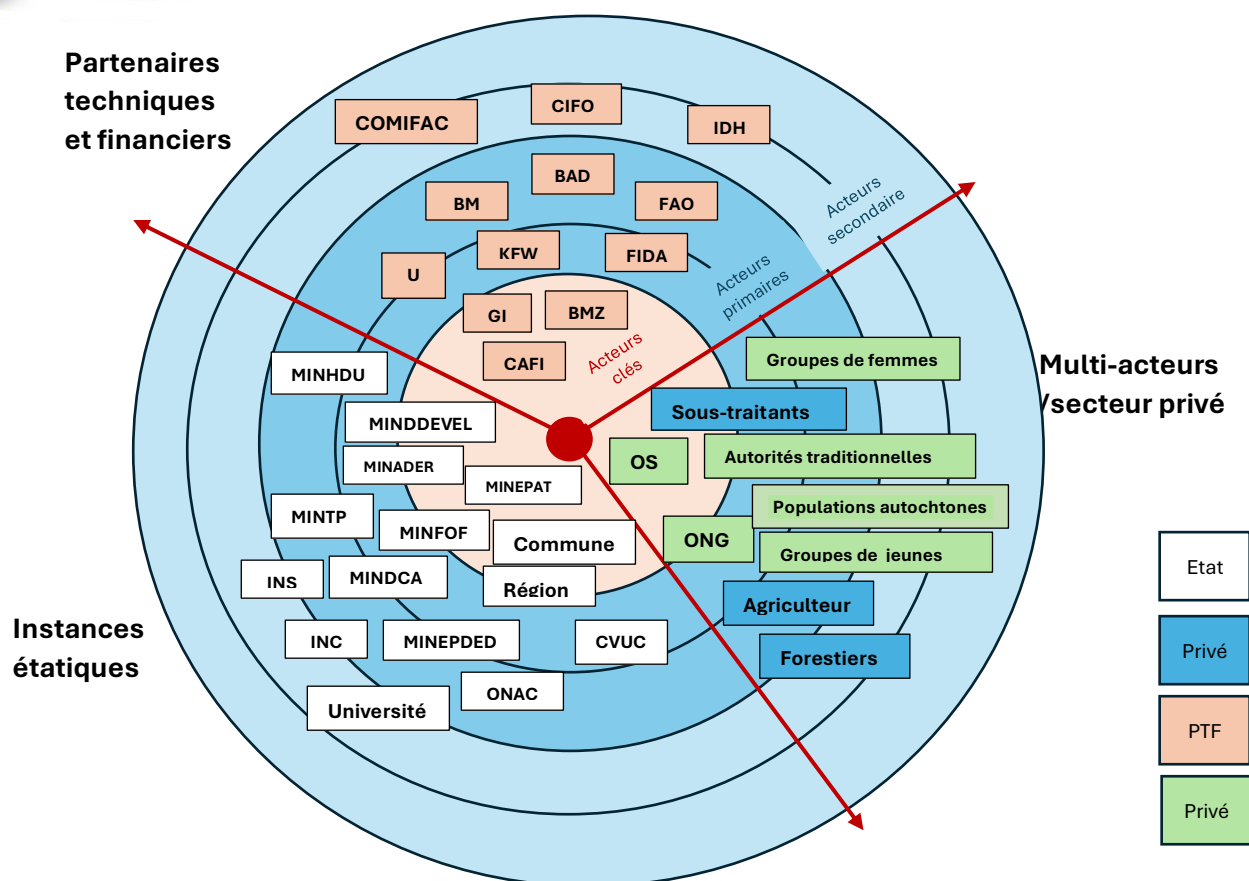 Partenaires
techniques
et financiers
COMIFAC
CIFO
IDH
BAD
BM
FAO
Acteurs
secondaire
KFW
FIDA
U
Acteurs
primaires
GI
BMZ
CAFI
Acteurs
clés
MINHDU
Groupes de femmes
Multi-acteurs
/secteur privé
MINDDEVEL
Sous-traitants
MINADER
OS
Autorités traditionnelles
MINEPAT
Populations autochtones
MINTP
MINFOF
Commune
ONG
Groupes de jeunes
INS
MINDCA
Région
Agriculteur
Instances
étatiques
INC
MINEPDED
CVUC
Forestiers
ONAC
Université
Etat
Privé
PTF
Privé